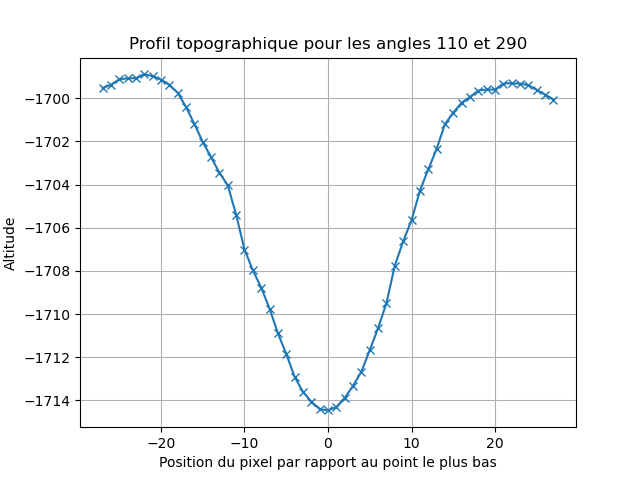 Profil topographique pour les angles 110 et 290
Altitude
−1700
−1702
−1704
−1706
−1708
−1710
−1712
−1714
−20 −10 0 10 20
Position du pixel par rapport au point le plus bas